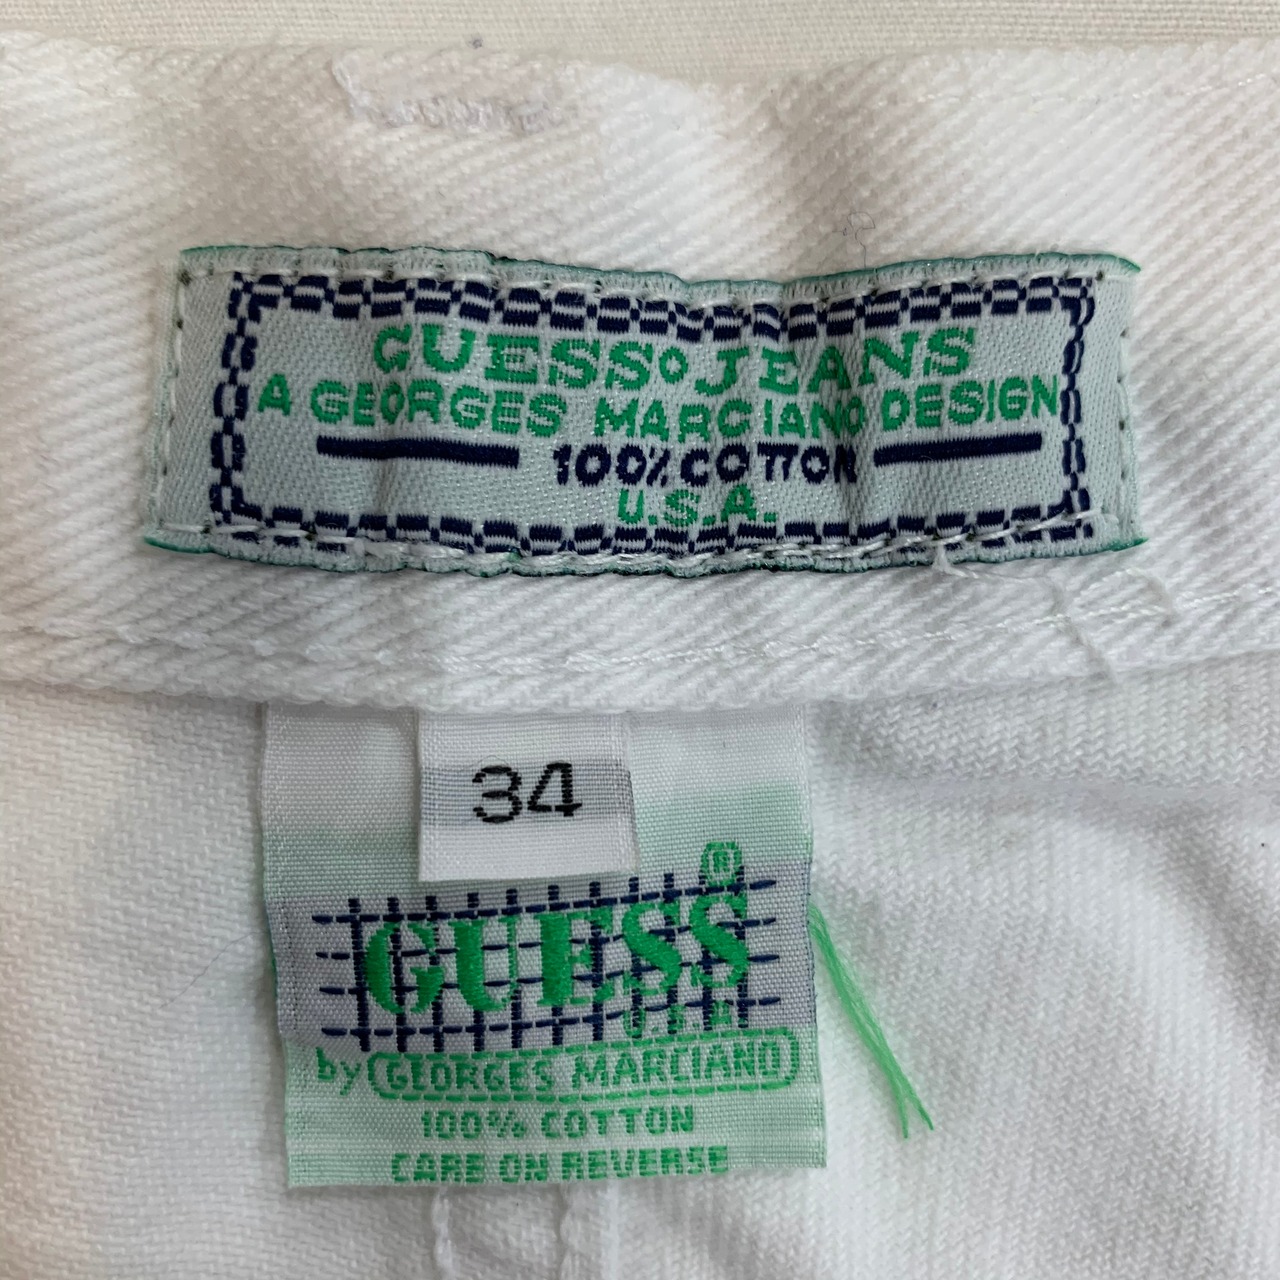 GUESS° JEANS
A GEORGES MARCIANO DESIGN
100% COTTON
U.S.A.
34
®
GUESS
U.S.A.
by GEORGES MARCIANO
100% COTTON
CARE ON REVERSE